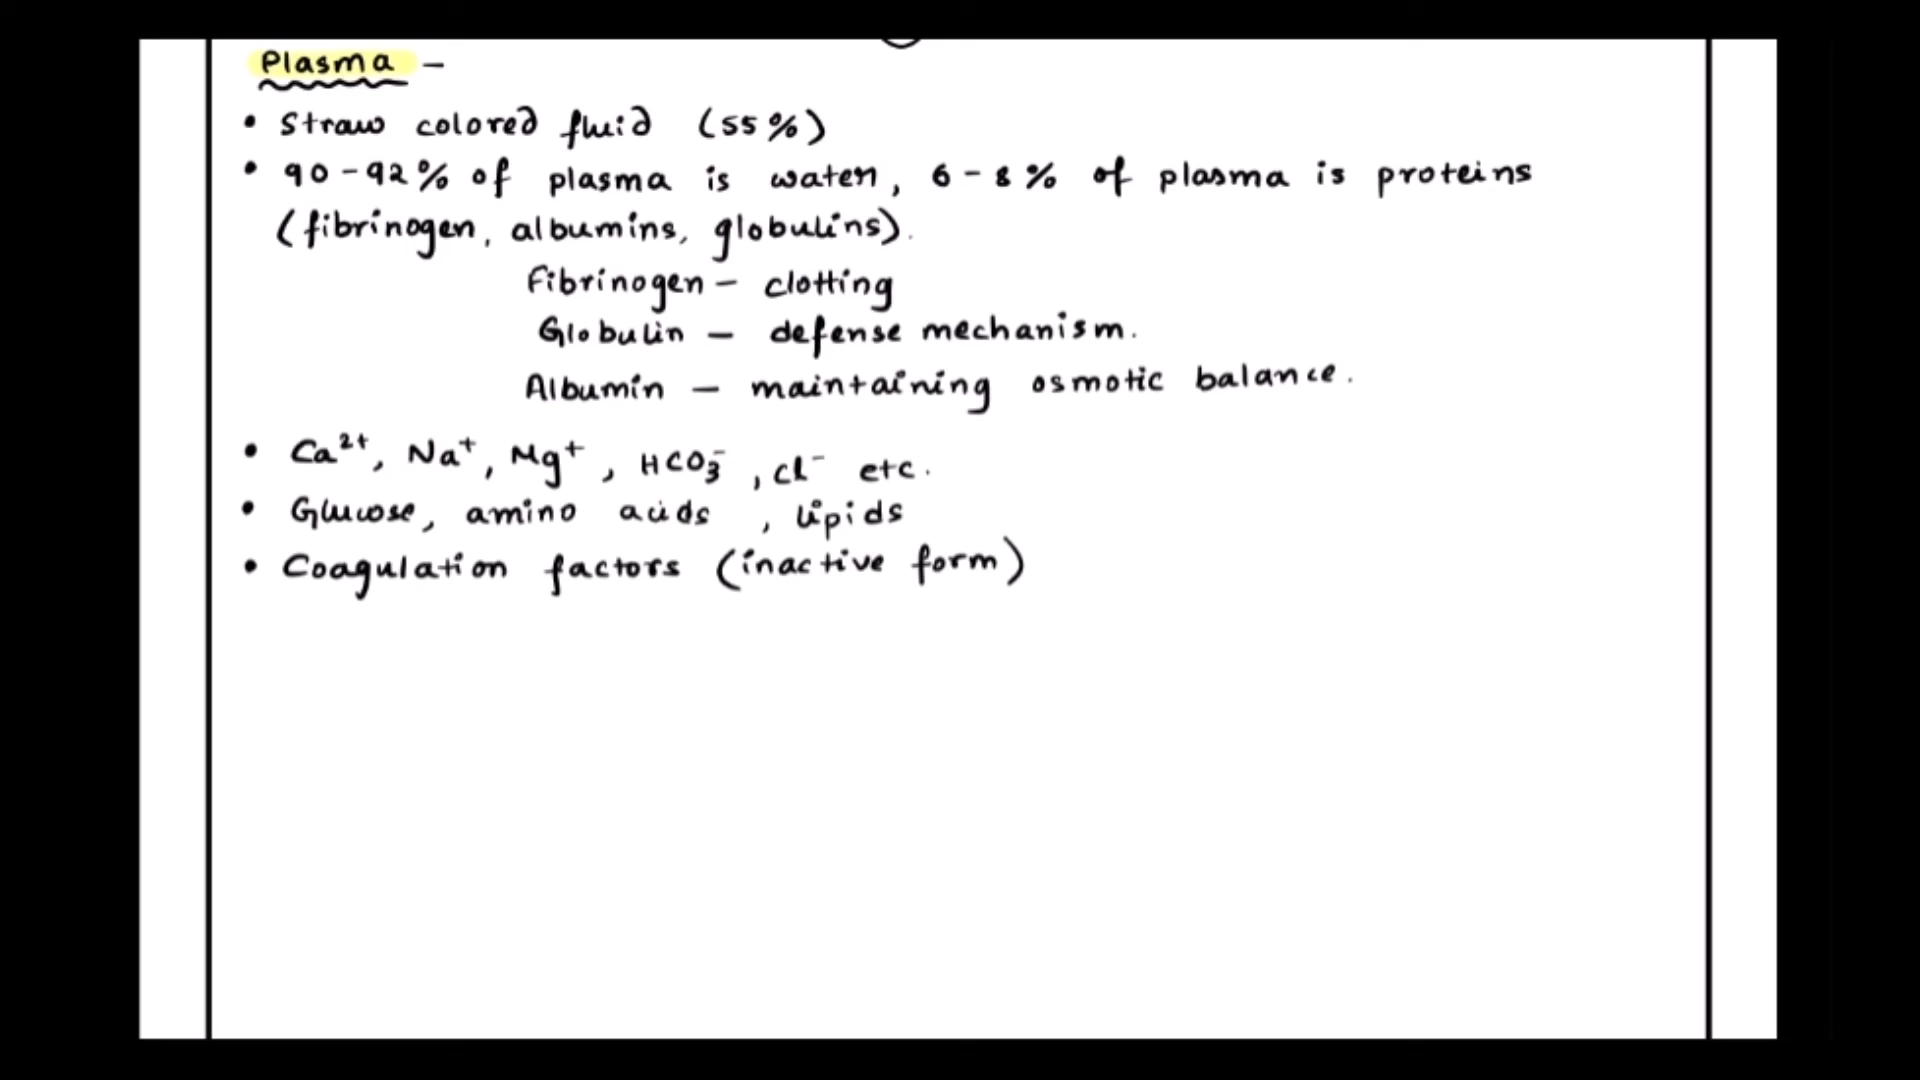 Plasma –
• Straw colored fluid (55%)
• 90-92% of plasma is water, 6-8% of plasma is proteins
(fibrinogen, albumins, globulins).
Fibrinogen – clotting
Globulin – defense mechanism.
Albumin – maintaining osmotic balance.
• Ca²⁺, Na⁺, Mg⁺, HCO₃⁻, Cl⁻ etc.
• Glucose, amino acids, lipids
• Coagulation factors (inactive form)